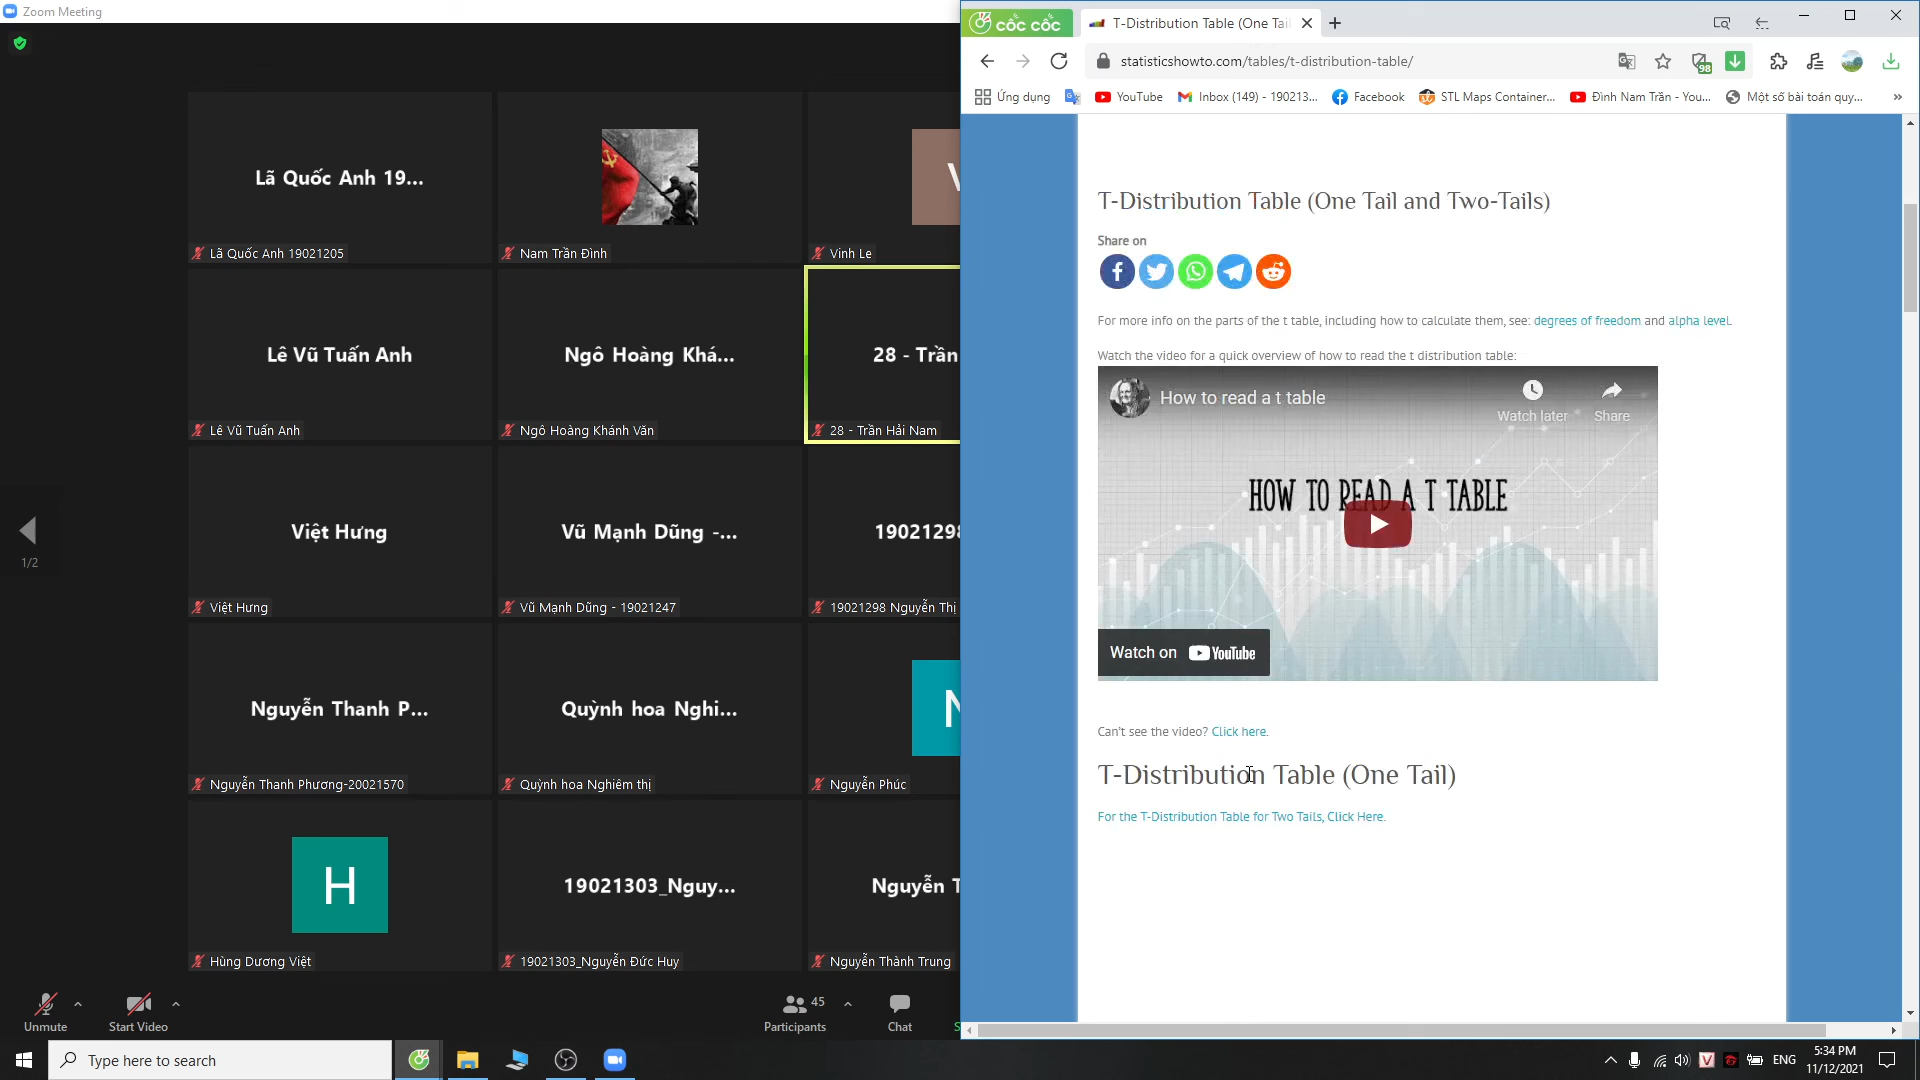 Zoom Meeting
Lã Quốc Anh 19...
Lã Quốc Anh 19021205
Nam Trần Đình
V
Vinh Le
Lê Vũ Tuấn Anh
Lê Vũ Tuấn Anh
Ngô Hoàng Khá...
Ngô Hoàng Khánh Văn
28 - Trần
28 - Trần Hải Nam
Việt Hưng
Việt Hưng
Vũ Mạnh Dũng -...
Vũ Mạnh Dũng - 19021247
19021298
19021298 Nguyễn Thị
1/2
Nguyễn Thanh P...
Nguyễn Thanh Phương-20021570
Quỳnh hoa Nghi...
Quỳnh hoa Nghiêm thị
N
Nguyễn Phúc
H
Hùng Dương Việt
19021303_Nguy...
19021303_Nguyễn Đức Huy
Nguyễn T
Nguyễn Thành Trung
Unmute
Start Video
45
Participants
Chat
S
cốc cốc
T-Distribution Table (One Tail
statisticshowto.com/tables/t-distribution-table/
98
Ứng dụng
YouTube
Inbox (149) - 190213...
Facebook
STL Maps Container...
Đình Nam Trần - You...
Một số bài toán quy...
»
T-Distribution Table (One Tail and Two-Tails)
Share on
For more info on the parts of the t table, including how to calculate them, see: degrees of freedom and alpha level.
Watch the video for a quick overview of how to read the t distribution table:
How to read a t table
Watch later
Share
HOW TO READ A T TABLE
Watch on YouTube
Can't see the video? Click here.
T-Distribution Table (One Tail)
For the T-Distribution Table for Two Tails, Click Here.
Type here to search
V
ENG
5:34 PM
11/12/2021